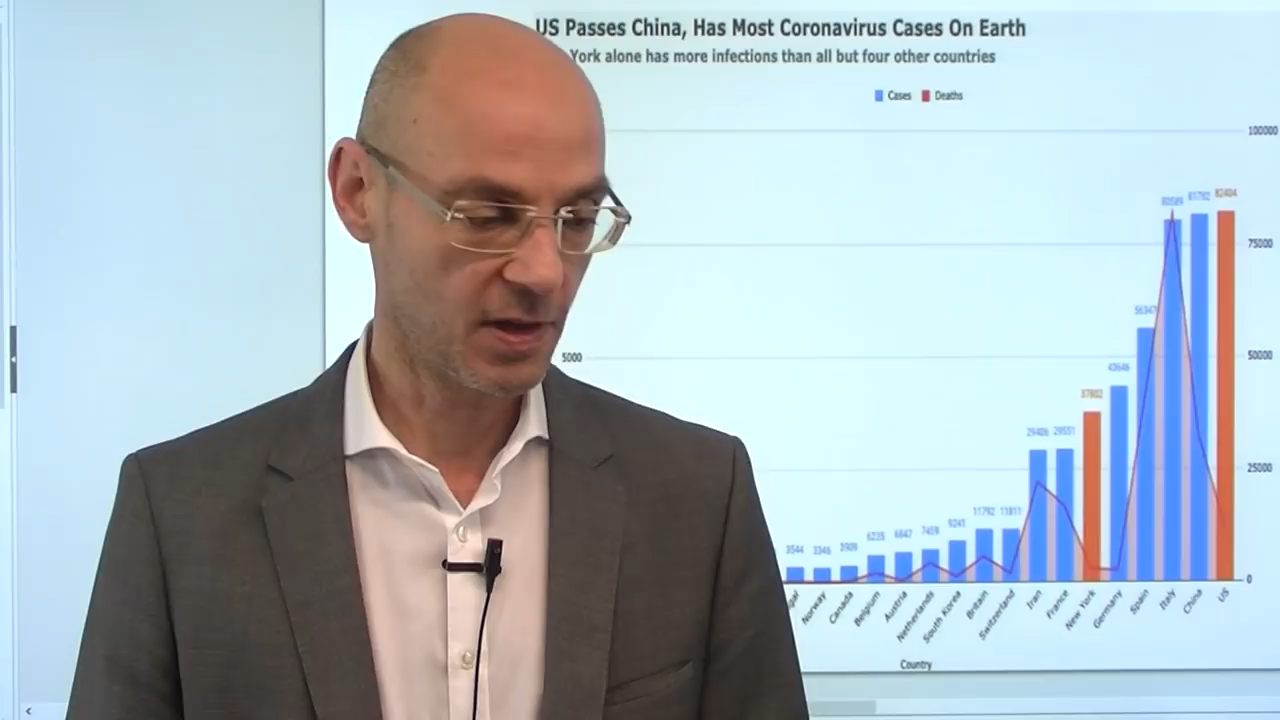 US Passes China, Has Most Coronavirus Cases On Earth
York alone has more infections than all but four other countries
Cases
Deaths
100000
82404
81782
80589
75000
56347
5000
50000
43646
37802
29406
29551
25000
11792
11811
9241
7459
6847
6235
3909
3346
3544
0
Norway
Canada
Belgium
Austria
Netherlands
South Korea
Britain
Switzerland
Iran
France
New York
Germany
Spain
Italy
China
US
Country